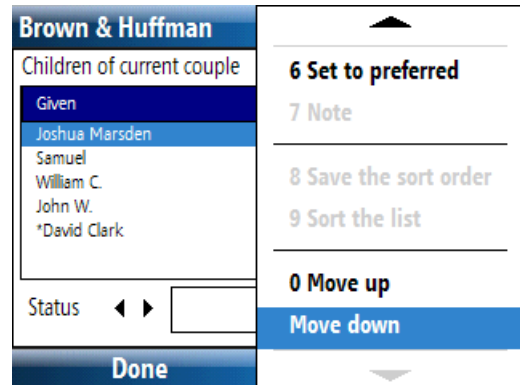 Brown & Huffman
Children of current couple
Given
Joshua Marsden
Samuel
William C.
John W.
*David Clark
Status
Done
6 Set to preferred
7 Note
8 Save the sort order
9 Sort the list
0 Move up
Move down